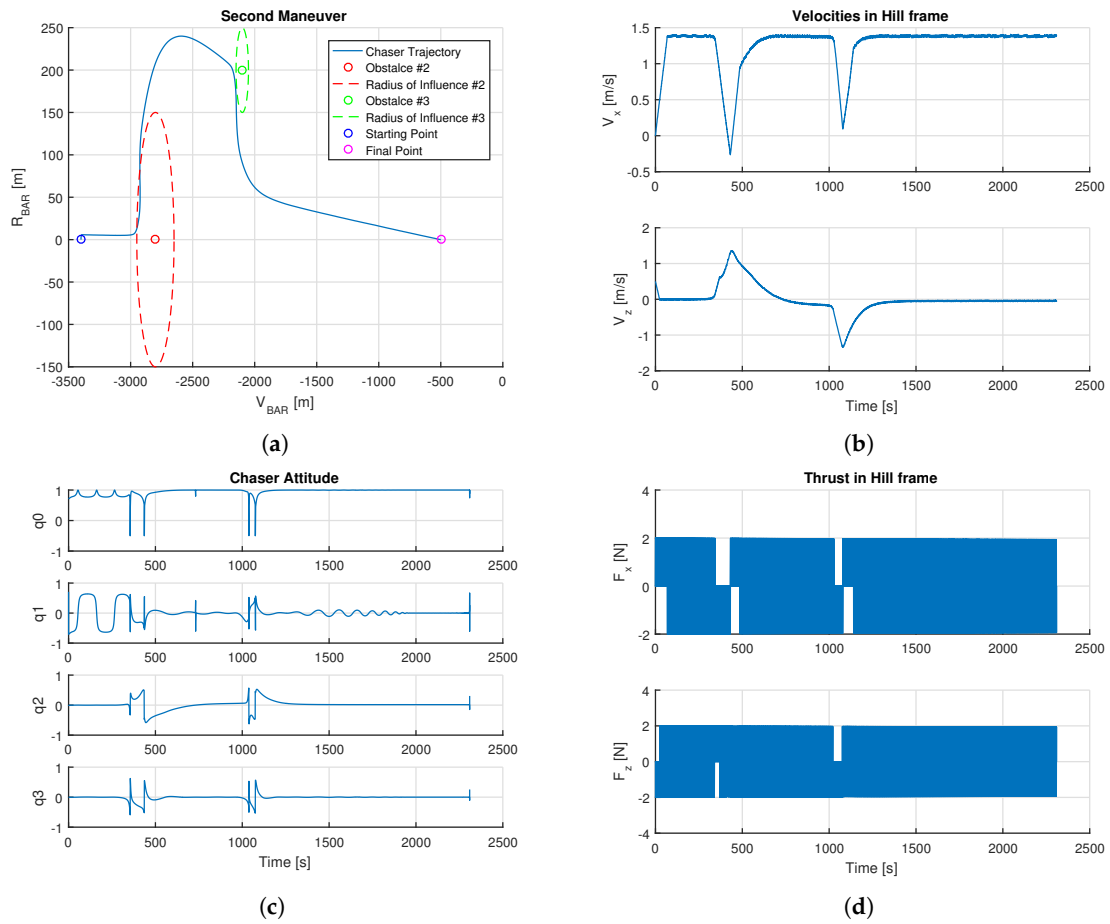 Second Maneuver
250
200
150
100
50
0
-50
-100
-150
R_BAR [m]
-3500 -3000 -2500 -2000 -1500 -1000 -500 0
V_BAR [m]
Chaser Trajectory
Obstalce #2
Radius of Influence #2
Obstalce #3
Radius of Influence #3
Starting Point
Final Point
(a)
Velocities in Hill frame
1.5
1
0.5
0
-0.5
V_x [m/s]
0 500 1000 1500 2000 2500
2
1
0
-1
-2
V_z [m/s]
0 500 1000 1500 2000 2500
Time [s]
(b)
Chaser Attitude
1
0
-1
q0
0 500 1000 1500 2000 2500
1
0
-1
q1
0 500 1000 1500 2000 2500
1
0
-1
q2
0 500 1000 1500 2000 2500
1
0
-1
q3
0 500 1000 1500 2000 2500
Time [s]
(c)
Thrust in Hill frame
4
2
0
-2
F_x [N]
0 500 1000 1500 2000 2500
4
2
0
-2
-4
F_z [N]
0 500 1000 1500 2000 2500
Time [s]
(d)